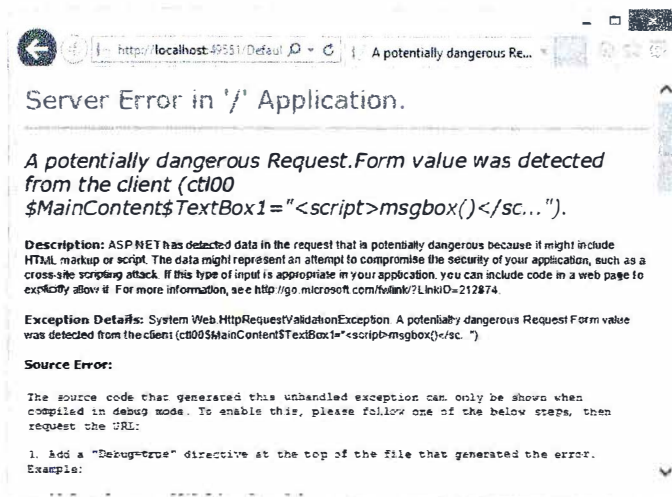 http://localhost:49551/Defaul
A potentially dangerous Re...
Server Error in '/' Application.
A potentially dangerous Request.Form value was detected
from the client (ctl00
$MainContent$TextBox1="<script>msgbox()</sc...").
Description: ASP.NET has detected data in the request that is potentially dangerous because it might include
HTML markup or script. The data might represent an attempt to compromise the security of your application, such as a
cross-site scripting attack. If this type of input is appropriate in your application, you can include code in a web page to
explicitly allow it. For more information, see http://go.microsoft.com/fwlink/?LinkID=212874.
Exception Details: System.Web.HttpRequestValidationException: A potentially dangerous Request.Form value
was detected from the client (ctl00$MainContent$TextBox1="<script>msgbox()</sc...")
Source Error:
The source code that generated this unhandled exception can only be shown when
compiled in debug mode. To enable this, please follow one of the below steps, then
request the URL:
1. Add a "Debug=true" directive at the top of the file that generated the error.
Example: